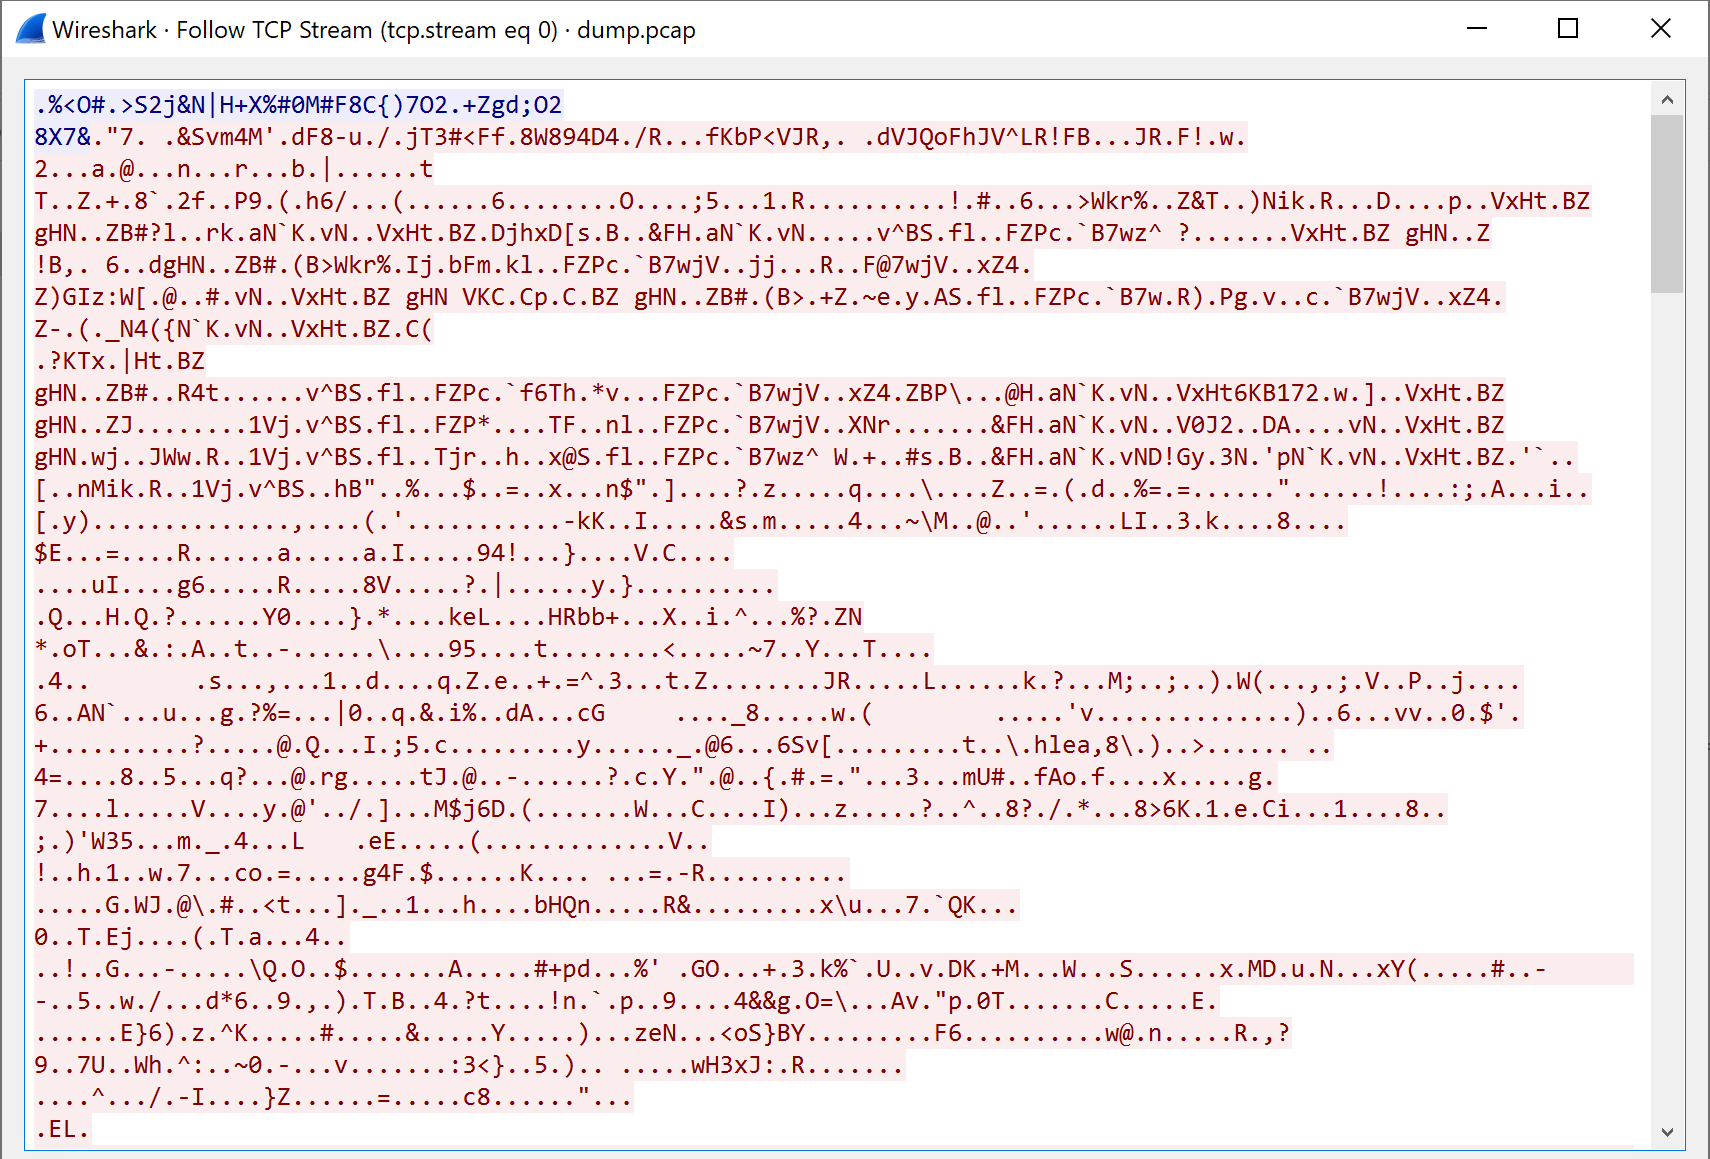 Wireshark · Follow TCP Stream (tcp.stream eq 0) · dump.pcap
.%<O#.>S2j&N|H+X%#0M#F8C{)7O2.+Zgd;O2
8X7&."7. .&Svm4M'.dF8-u./.jT3#<Ff.8W894D4./R...fKbP<VJR,. .dVJQoFhJV^LR!FB...JR.F!.w.
2...a.@...n...r...b.|......t
T..Z.+.8`.2f..P9.(.h6/...(......6........O....;5...1.R..........!.#..6...>Wkr%..Z&T..)Nik.R...D....p..VxHt.BZ
gHN..ZB#?l..rk.aN`K.vN..VxHt.BZ.DjhxD[s.B..&FH.aN`K.vN.....v^BS.fl..FZPc.`B7wz^ ?.......VxHt.BZ gHN..Z
!B,. 6..dgHN..ZB#.(B>Wkr%.Ij.bFm.kl..FZPc.`B7wjV..jj...R..F@7wjV..xZ4.
Z)GIz:W[.@..#.vN..VxHt.BZ gHN VKC.Cp.C.BZ gHN..ZB#.(B>.+Z.~e.y.AS.fl..FZPc.`B7w.R).Pg.v..c.`B7wjV..xZ4.
Z-.(._N4({N`K.vN..VxHt.BZ.C(
.?KTx.|Ht.BZ
gHN..ZB#..R4t......v^BS.fl..FZPc.`f6Th.*v...FZPc.`B7wjV..xZ4.ZBP\...@H.aN`K.vN..VxHt6KB172.w.]..VxHt.BZ
gHN..ZJ........1Vj.v^BS.fl..FZP*....TF..nl..FZPc.`B7wjV..XNr.......&FH.aN`K.vN..V0J2..DA....vN..VxHt.BZ
gHN.wj..JWw.R..1Vj.v^BS.fl..Tjr..h..x@S.fl..FZPc.`B7wz^ W.+..#s.B..&FH.aN`K.vND!Gy.3N.'pN`K.vN..VxHt.BZ.'`..
[..nMik.R..1Vj.v^BS..hB"..%...$..=..x...n$".]....?.z.....q....\....Z..=.(.d..%=.=......"......!....:;.A...i..
[.y)..............,....(.'...........-kK..I.....&s.m.....4...~\M..@..'......LI..3.k....8....
$E...=....R......a.....a.I.....94!...}....V.C....
....uI....g6.....R.....8V.....?.|......y.}..........
.Q...H.Q.?......Y0....}.*....keL....HRbb+...X..i.^...%?.ZN
*.oT...&.:.A..t..-......\....95....t........<.....~7..Y...T....
.4.. .s...,...1..d....q.Z.e..+.=^.3...t.Z........JR.....L......k.?...M;..;..).W(...,.;.V..P..j....
6..AN`...u...g.?%=...|0..q.&.i%..dA...cG ...._8.....w.( .....'v..............)..6...vv..0.$'.
+..........?.....@.Q...I.;5.c.........y......_.@6...6Sv[.........t..\.hlea,8\.)..>...... ..
4=....8..5...q?...@.rg.....tJ.@..-......?.c.Y.".@..{.#.=."...3...mU#..fAo.f....x.....g.
7....l.....V....y.@'../.]...M$j6D.(.......W...C....I)...z.....?..^..8?./.*...8>6K.1.e.Ci...1....8..
;.)'W35...m._.4...L .eE.....(.............V..
!..h.1..w.7...co.=.....g4F.$......K.... ...=.-R..........
.....G.WJ.@\.#..<t...]._..1...h....bHQn.....R&.........x\u...7.`QK...
0..T.Ej....(.T.a...4..
..!..G...-.....\Q.O..$.......A.....#+pd...%' .GO...+.3.k%`.U..v.DK.+M...W...S......x.MD.u.N...xY(.....#..-
-..5..w./...d*6..9.,.).T.B..4.?t....!n.`.p..9....4&&g.O=\...Av."p.0T.......C.....E.
......E}6).z.^K.....#.....&.....Y.....)...zeN...<oS}BY.........F6..........w@.n.....R.,?
9..7U..Wh.^:..~0.-...v.......:3<}..5.).. .....wH3xJ:.R.......
....^.../.-I....}Z......=.....c8......"...
.EL.